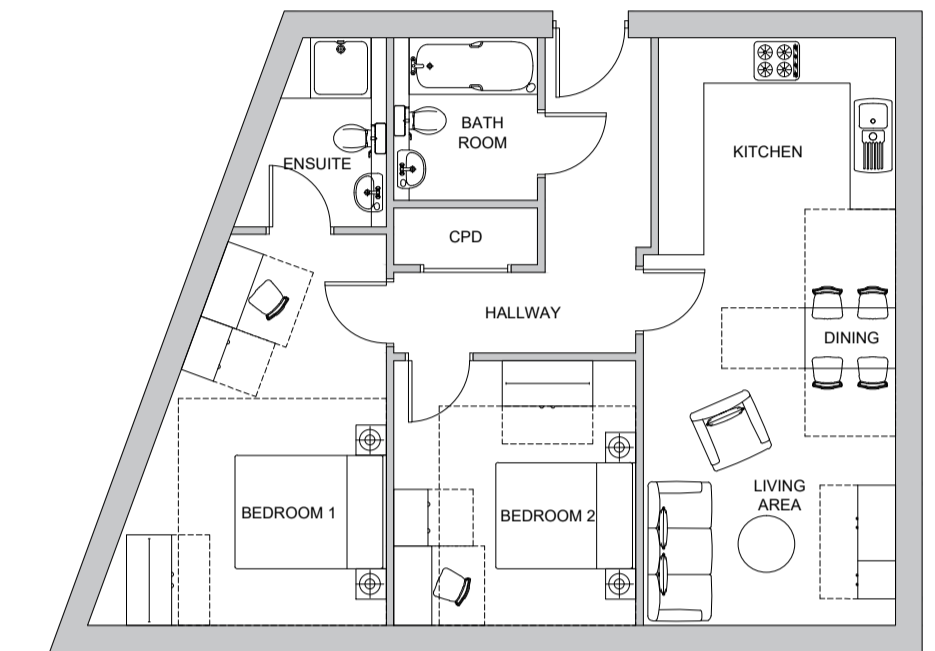 BATH
ROOM
KITCHEN
ENSUITE
CPD
HALLWAY
DINING
LIVING
AREA
BEDROOM 1
BEDROOM 2